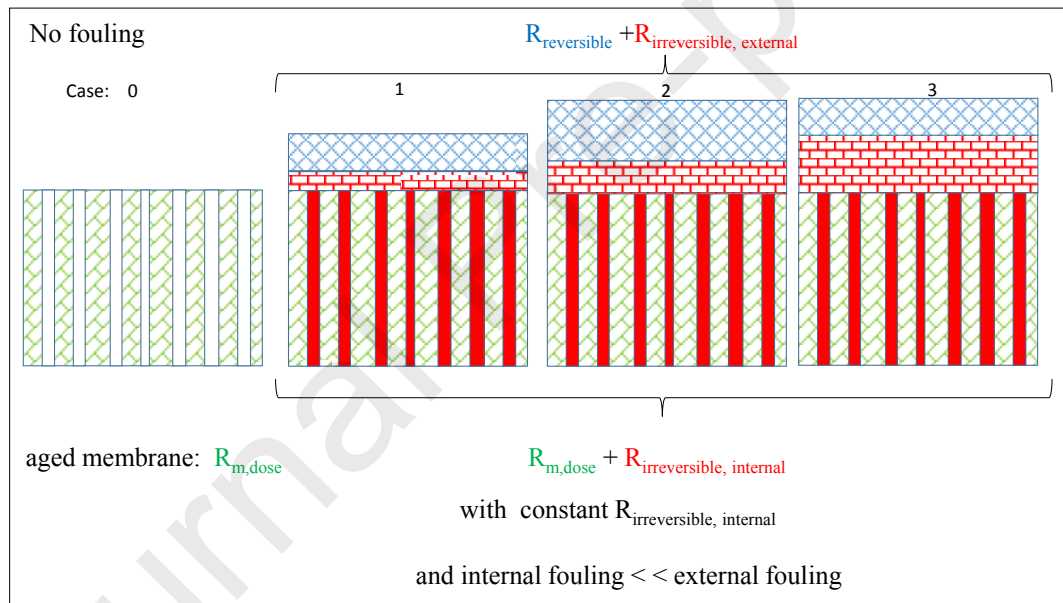 No fouling
R_reversible +R_irreversible, external
Case: 0
1
2
3
aged membrane: R_m,dose
R_m,dose + R_irreversible, internal
with constant R_irreversible, internal
and internal fouling < < external fouling